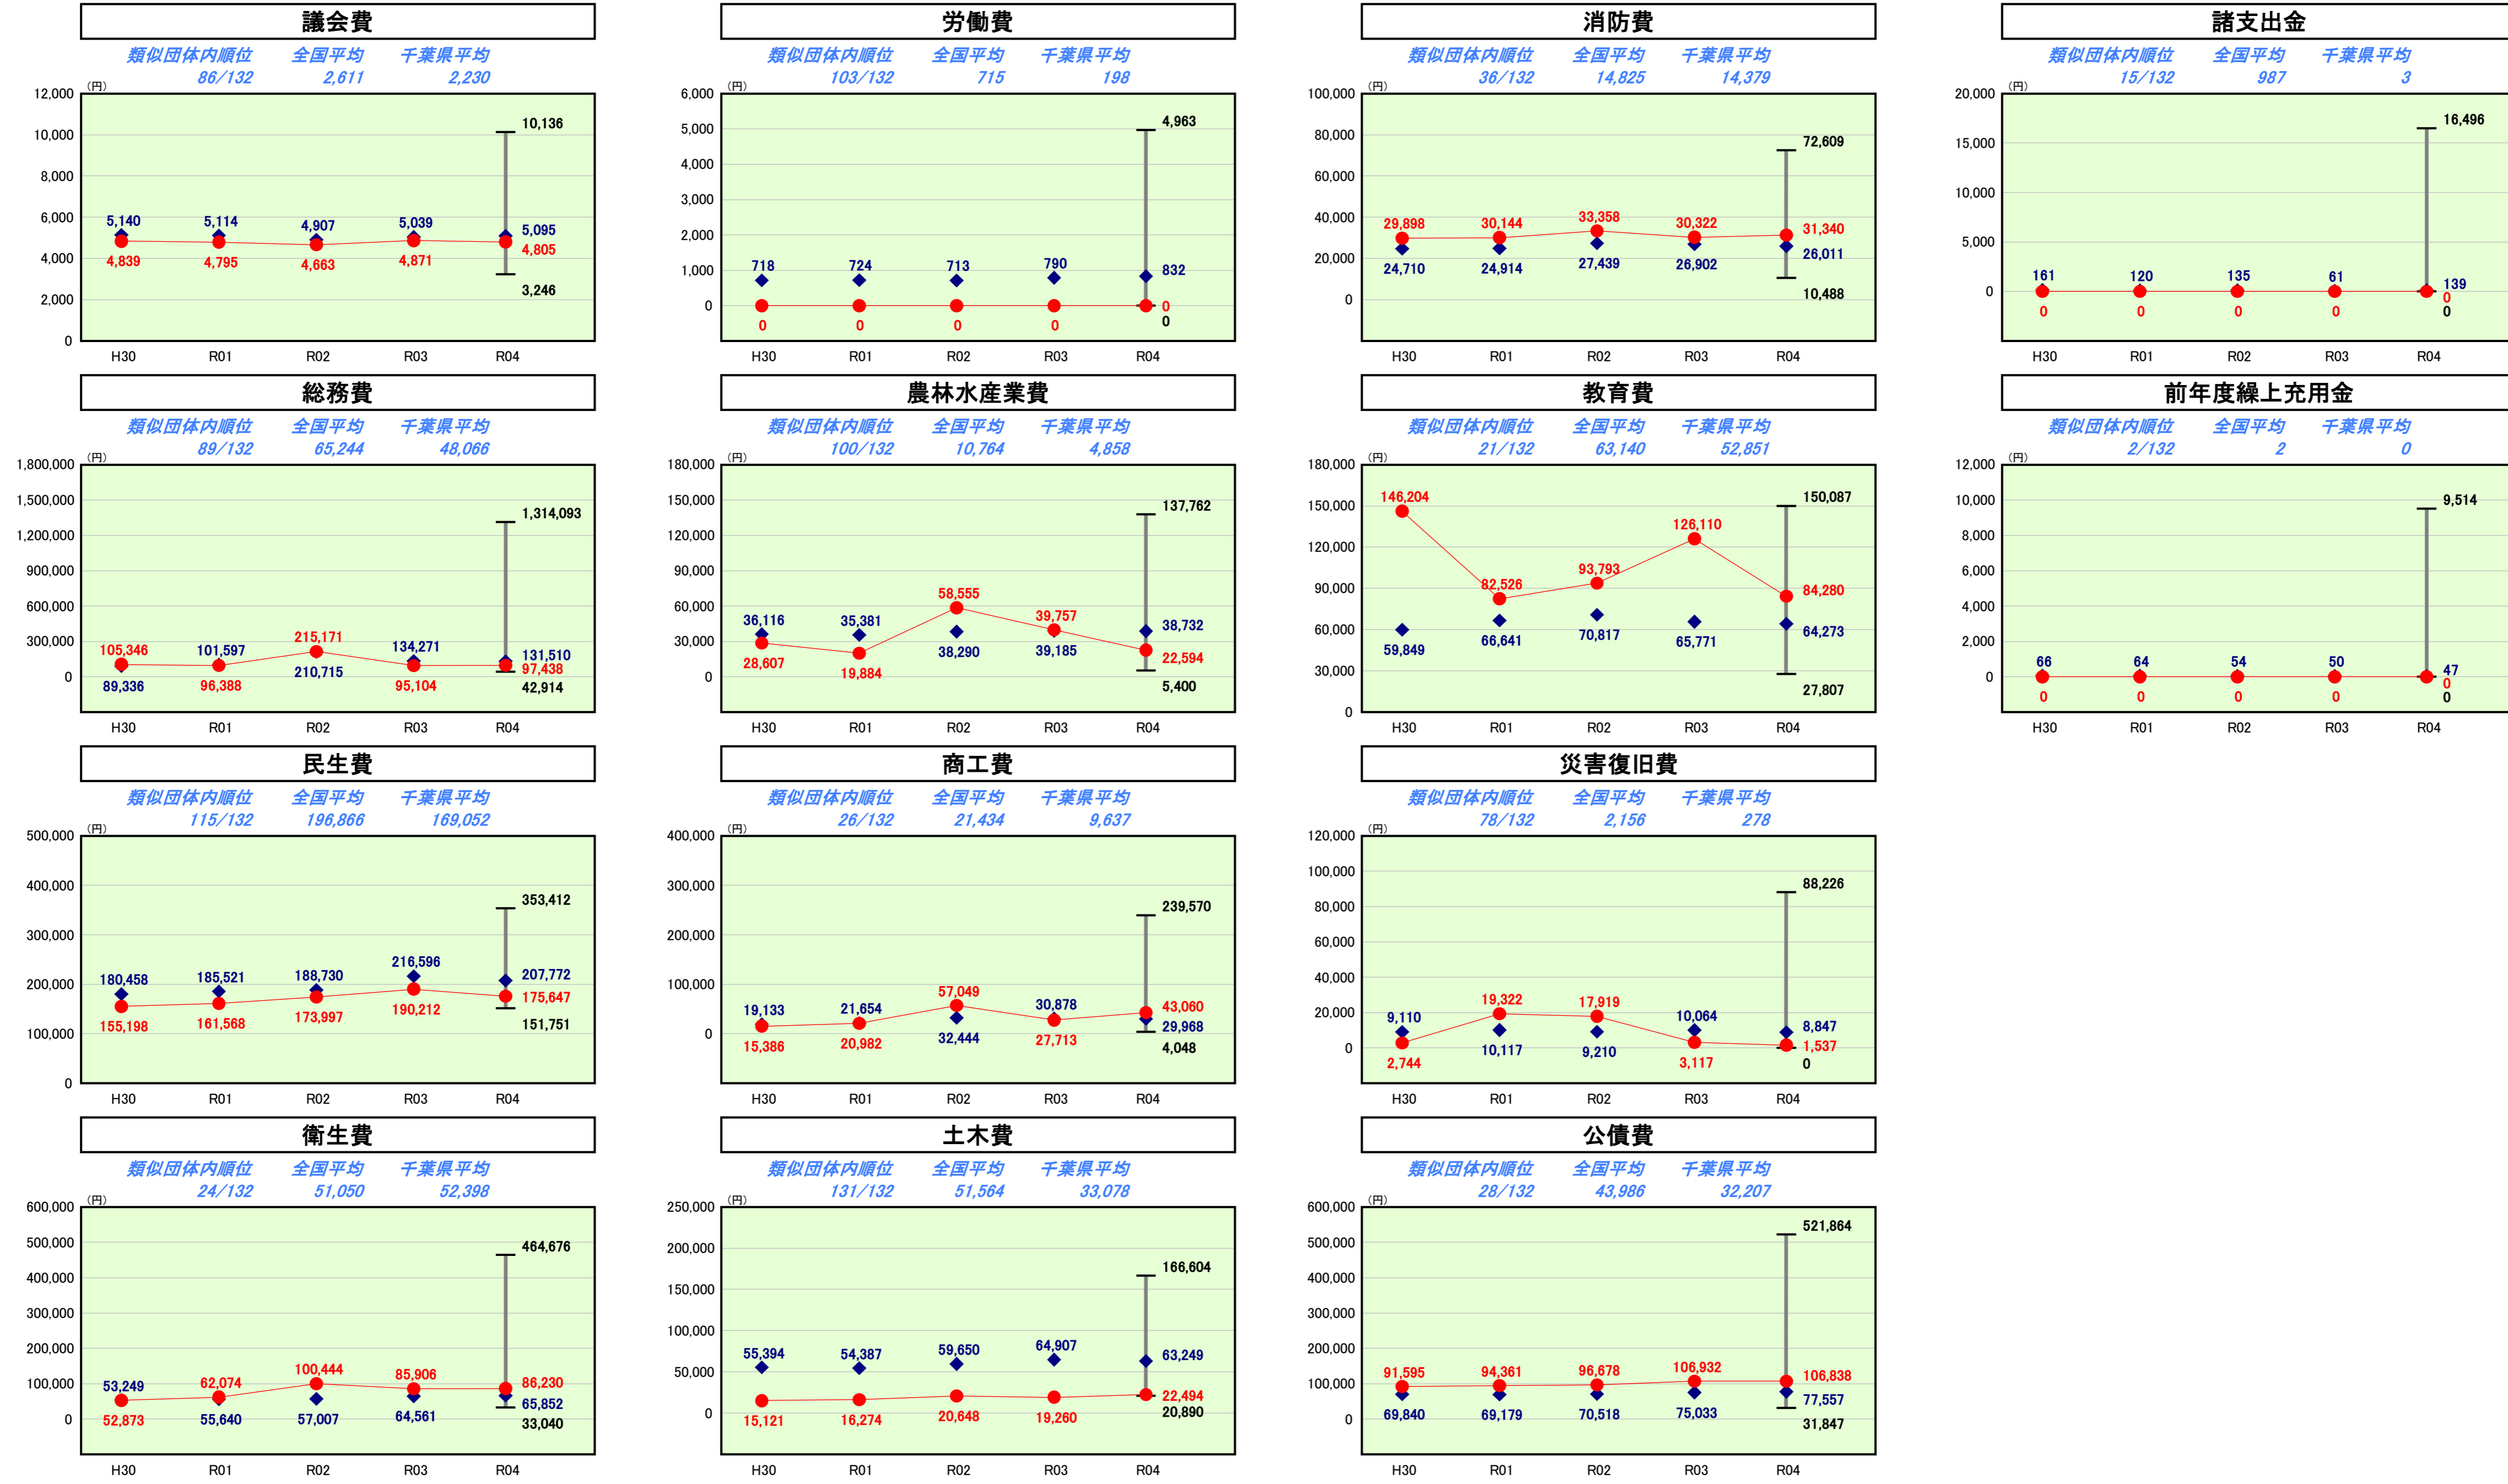 議会費
類似団体内順位 全国平均 千葉県平均
86/132 2,611 2,230
(円)
12,000
10,000
8,000
6,000
4,000
2,000
0
10,136
5,140 5,114 4,907 5,039 5,095
4,839 4,795 4,663 4,871 4,805
3,246
H30 R01 R02 R03 R04
労働費
類似団体内順位 全国平均 千葉県平均
103/132 715 198
(円)
6,000
5,000
4,000
3,000
2,000
1,000
0
4,963
718 724 713 790 832
0 0 0 0 0
0
H30 R01 R02 R03 R04
消防費
類似団体内順位 全国平均 千葉県平均
36/132 14,825 14,379
(円)
100,000
80,000
60,000
40,000
20,000
0
72,609
29,898 30,144 33,358 30,322 31,340
24,710 24,914 27,439 26,902 26,011
10,488
H30 R01 R02 R03 R04
諸支出金
類似団体内順位 全国平均 千葉県平均
15/132 987 3
(円)
20,000
15,000
10,000
5,000
0
16,496
161 120 135 61 139
0 0 0 0 0
0
H30 R01 R02 R03 R04
総務費
類似団体内順位 全国平均 千葉県平均
89/132 65,244 48,066
(円)
1,800,000
1,500,000
1,200,000
900,000
600,000
300,000
0
1,314,093
105,346 101,597 215,171 134,271 131,510
89,336 96,388 210,715 95,104 97,438
42,914
H30 R01 R02 R03 R04
農林水産業費
類似団体内順位 全国平均 千葉県平均
100/132 10,764 4,858
(円)
180,000
150,000
120,000
90,000
60,000
30,000
0
137,762
36,116 35,381 58,555 39,757 38,732
28,607 19,884 38,290 39,185 22,594
5,400
H30 R01 R02 R03 R04
教育費
類似団体内順位 全国平均 千葉県平均
21/132 63,140 52,851
(円)
180,000
150,000
120,000
90,000
60,000
30,000
0
150,087
146,204 82,526 93,793 126,110 84,280
59,849 66,641 70,817 65,771 64,273
27,807
H30 R01 R02 R03 R04
前年度繰上充用金
類似団体内順位 全国平均 千葉県平均
2/132 2 0
(円)
12,000
10,000
8,000
6,000
4,000
2,000
0
9,514
66 64 54 50 47
0 0 0 0 0
0
H30 R01 R02 R03 R04
民生費
類似団体内順位 全国平均 千葉県平均
115/132 196,866 169,052
(円)
500,000
400,000
300,000
200,000
100,000
0
353,412
180,458 185,521 188,730 216,596 207,772
155,198 161,568 173,997 190,212 175,647
151,751
H30 R01 R02 R03 R04
商工費
類似団体内順位 全国平均 千葉県平均
26/132 21,434 9,637
(円)
400,000
300,000
200,000
100,000
0
239,570
19,133 21,654 57,049 30,878 43,060
15,386 20,982 32,444 27,713 29,968
4,048
H30 R01 R02 R03 R04
災害復旧費
類似団体内順位 全国平均 千葉県平均
78/132 2,156 278
(円)
120,000
100,000
80,000
60,000
40,000
20,000
0
88,226
9,110 19,322 17,919 10,064 8,847
2,744 10,117 9,210 3,117 1,537
0
H30 R01 R02 R03 R04
衛生費
類似団体内順位 全国平均 千葉県平均
24/132 51,050 52,398
(円)
600,000
500,000
400,000
300,000
200,000
100,000
0
464,676
53,249 62,074 100,444 85,906 86,230
52,873 55,640 57,007 64,561 65,852
33,040
H30 R01 R02 R03 R04
土木費
類似団体内順位 全国平均 千葉県平均
131/132 51,564 33,078
(円)
250,000
200,000
150,000
100,000
50,000
0
166,604
55,394 54,387 59,650 64,907 63,249
15,121 16,274 20,648 19,260 22,494
20,890
H30 R01 R02 R03 R04
公債費
類似団体内順位 全国平均 千葉県平均
28/132 43,986 32,207
(円)
600,000
500,000
400,000
300,000
200,000
100,000
0
521,864
91,595 94,361 96,678 106,932 106,838
69,840 69,179 70,518 75,033 77,557
31,847
H30 R01 R02 R03 R04